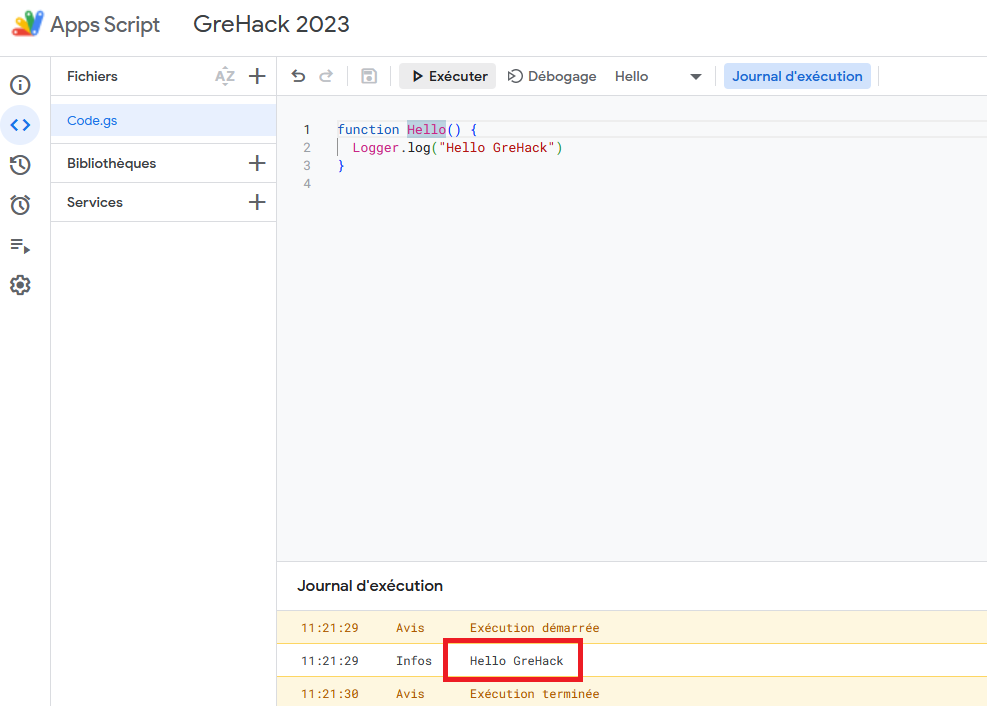 Apps Script GreHack 2023
Fichiers AZ
Exécuter Débogage Hello Journal d'exécution
Code.gs
Bibliothèques
Services
1 function Hello() {
2 Logger.log("Hello GreHack")
3 }
4
Journal d'exécution
11:21:29 Avis Exécution démarrée
11:21:29 Infos Hello GreHack
11:21:30 Avis Exécution terminée